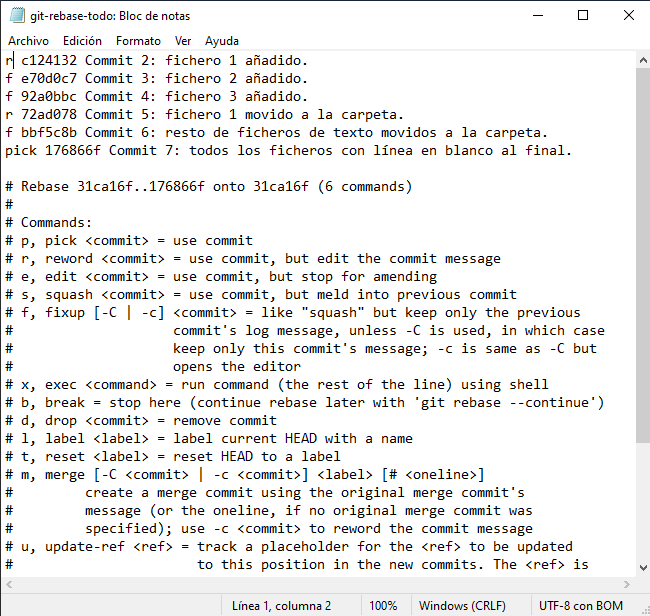 git-rebase-todo: Bloc de notas
Archivo Edición Formato Ver Ayuda
r c124132 Commit 2: fichero 1 añadido.
f e70d0c7 Commit 3: fichero 2 añadido.
f 92a0bbc Commit 4: fichero 3 añadido.
r 72ad078 Commit 5: fichero 1 movido a la carpeta.
f bbf5c8b Commit 6: resto de ficheros de texto movidos a la carpeta.
pick 176866f Commit 7: todos los ficheros con línea en blanco al final.
# Rebase 31ca16f..176866f onto 31ca16f (6 commands)
#
# Commands:
# p, pick <commit> = use commit
# r, reword <commit> = use commit, but edit the commit message
# e, edit <commit> = use commit, but stop for amending
# s, squash <commit> = use commit, but meld into previous commit
# f, fixup [-C | -c] <commit> = like "squash" but keep only the previous
#                    commit's log message, unless -C is used, in which case
#                    keep only this commit's message; -c is same as -C but
#                    opens the editor
# x, exec <command> = run command (the rest of the line) using shell
# b, break = stop here (continue rebase later with 'git rebase --continue')
# d, drop <commit> = remove commit
# l, label <label> = label current HEAD with a name
# t, reset <label> = reset HEAD to a label
# m, merge [-C <commit> | -c <commit>] <label> [# <oneline>]
#         create a merge commit using the original merge commit's
#         message (or the oneline, if no original merge commit was
#         specified); use -c <commit> to reword the commit message
# u, update-ref <ref> = track a placeholder for the <ref> to be updated
#                       to this position in the new commits. The <ref> is
Línea 1, columna 2 100% Windows (CRLF) UTF-8 con BOM